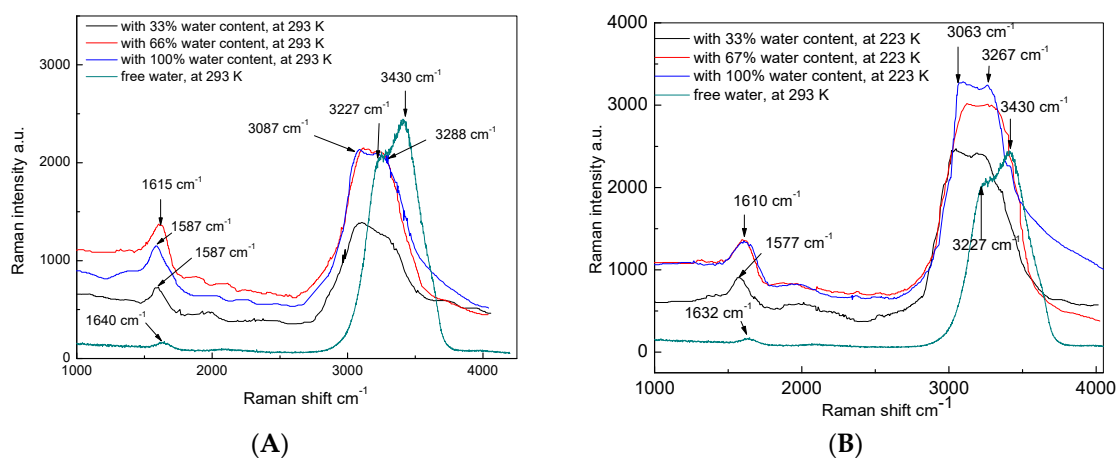 with 33% water content, at 293 K
with 66% water content, at 293 K
with 100% water content, at 293 K
free water, at 293 K
3430 cm-1
3227 cm-1
3087 cm-1
3288 cm-1
1615 cm-1
1587 cm-1
1587 cm-1
1640 cm-1
3000
2000
1000
0
Raman intensity a.u.
1000
2000
3000
4000
Raman shift cm-1
(A)
with 33% water content, at 223 K
with 67% water content, at 223 K
with 100% water content, at 223 K
free water, at 293 K
3063 cm-1
3267 cm-1
3430 cm-1
1610 cm-1
1577 cm-1
3227 cm-1
1632 cm-1
4000
3000
2000
1000
0
Raman intensity a.u.
1000
2000
3000
4000
Raman shift cm-1
(B)